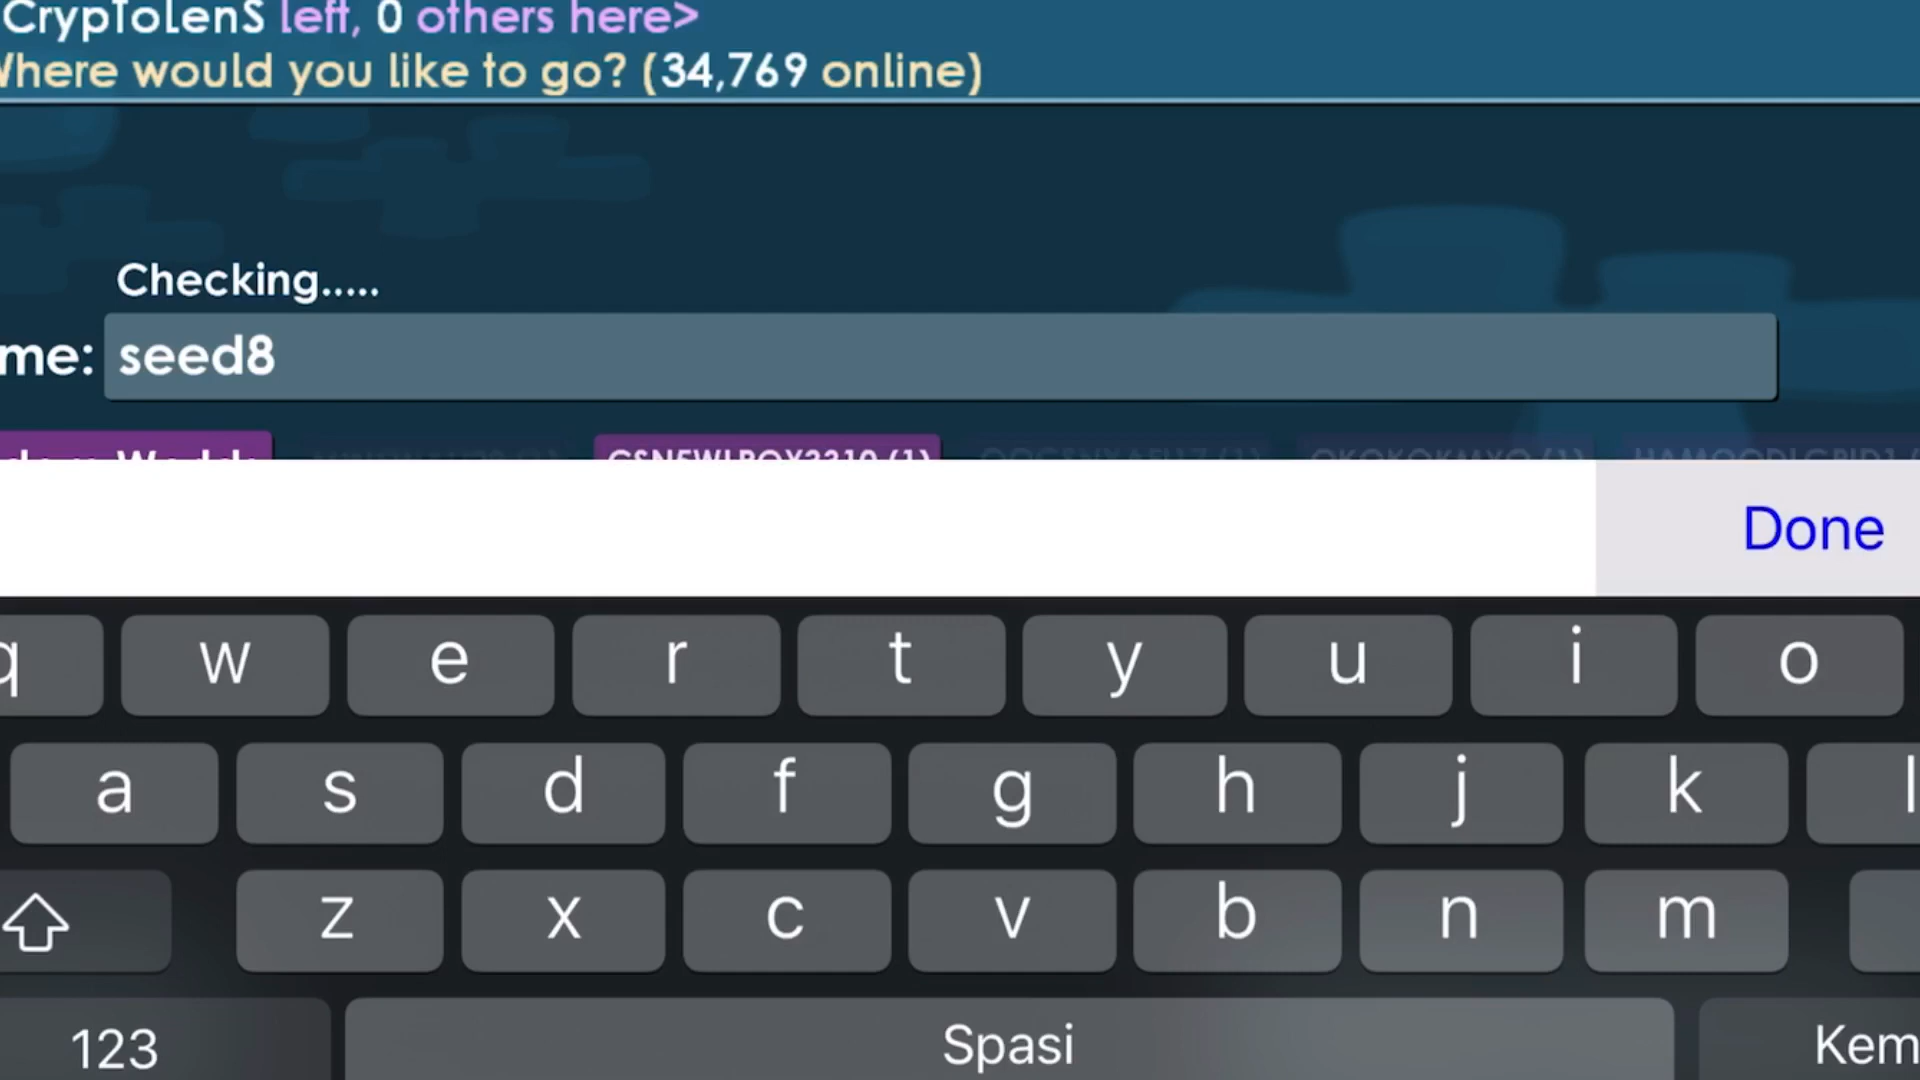 CrypToLenS left, 0 others here>
Where would you like to go? (34,769 online)
Checking.....
me: seed8
Done
q w e r t y u i o
a s d f g h j k l
z x c v b n m
123 Spasi Kem